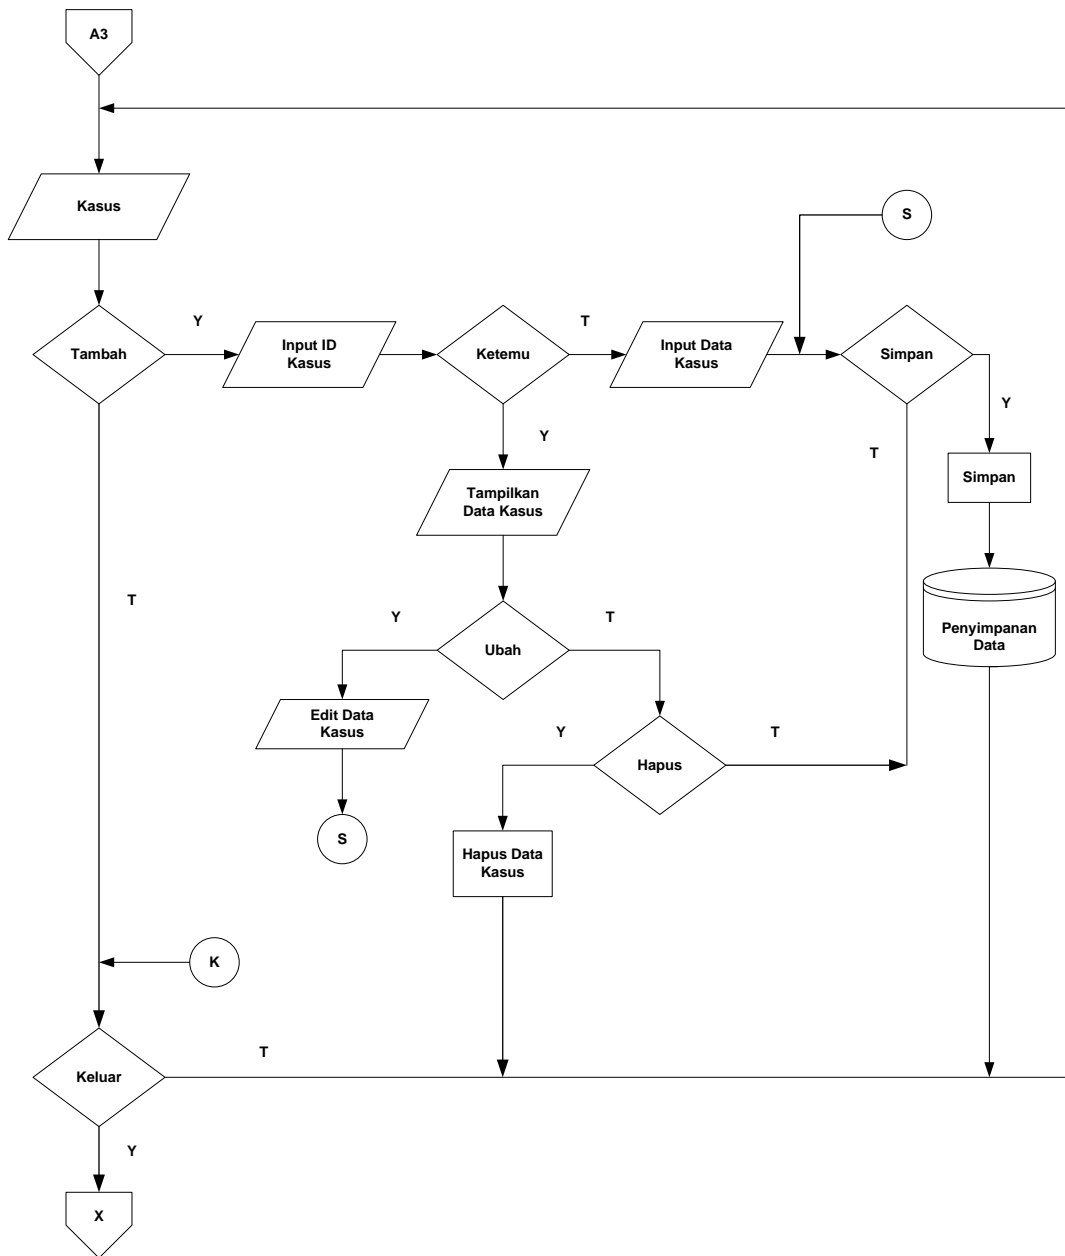 A3
Kasus
S
Tambah
Y
Input ID
Kasus
Ketemu
T
Input Data
Kasus
Simpan
Y
T
Y
Tampilkan
Data Kasus
Simpan
T
Penyimpanan
Data
Y
Ubah
T
Edit Data
Kasus
Y
Hapus
T
S
Hapus Data
Kasus
K
Keluar
T
Y
X